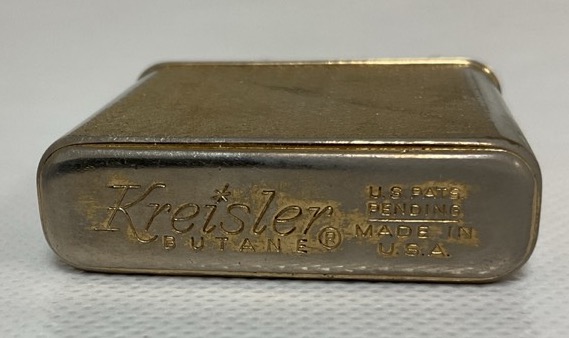 Kreisler
BUTANE®
U.S. PATS.
PENDING
MADE IN
U.S.A.